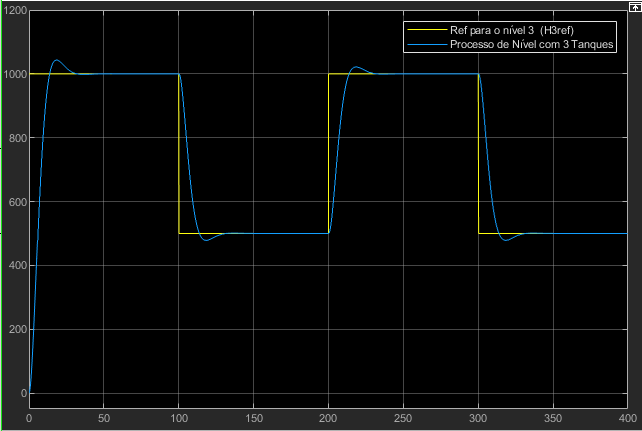 1200
Ref para o nível 3 (H3ref)
Processo de Nível com 3 Tanques
1000
800
600
400
200
0
0 50 100 150 200 250 300 350 400